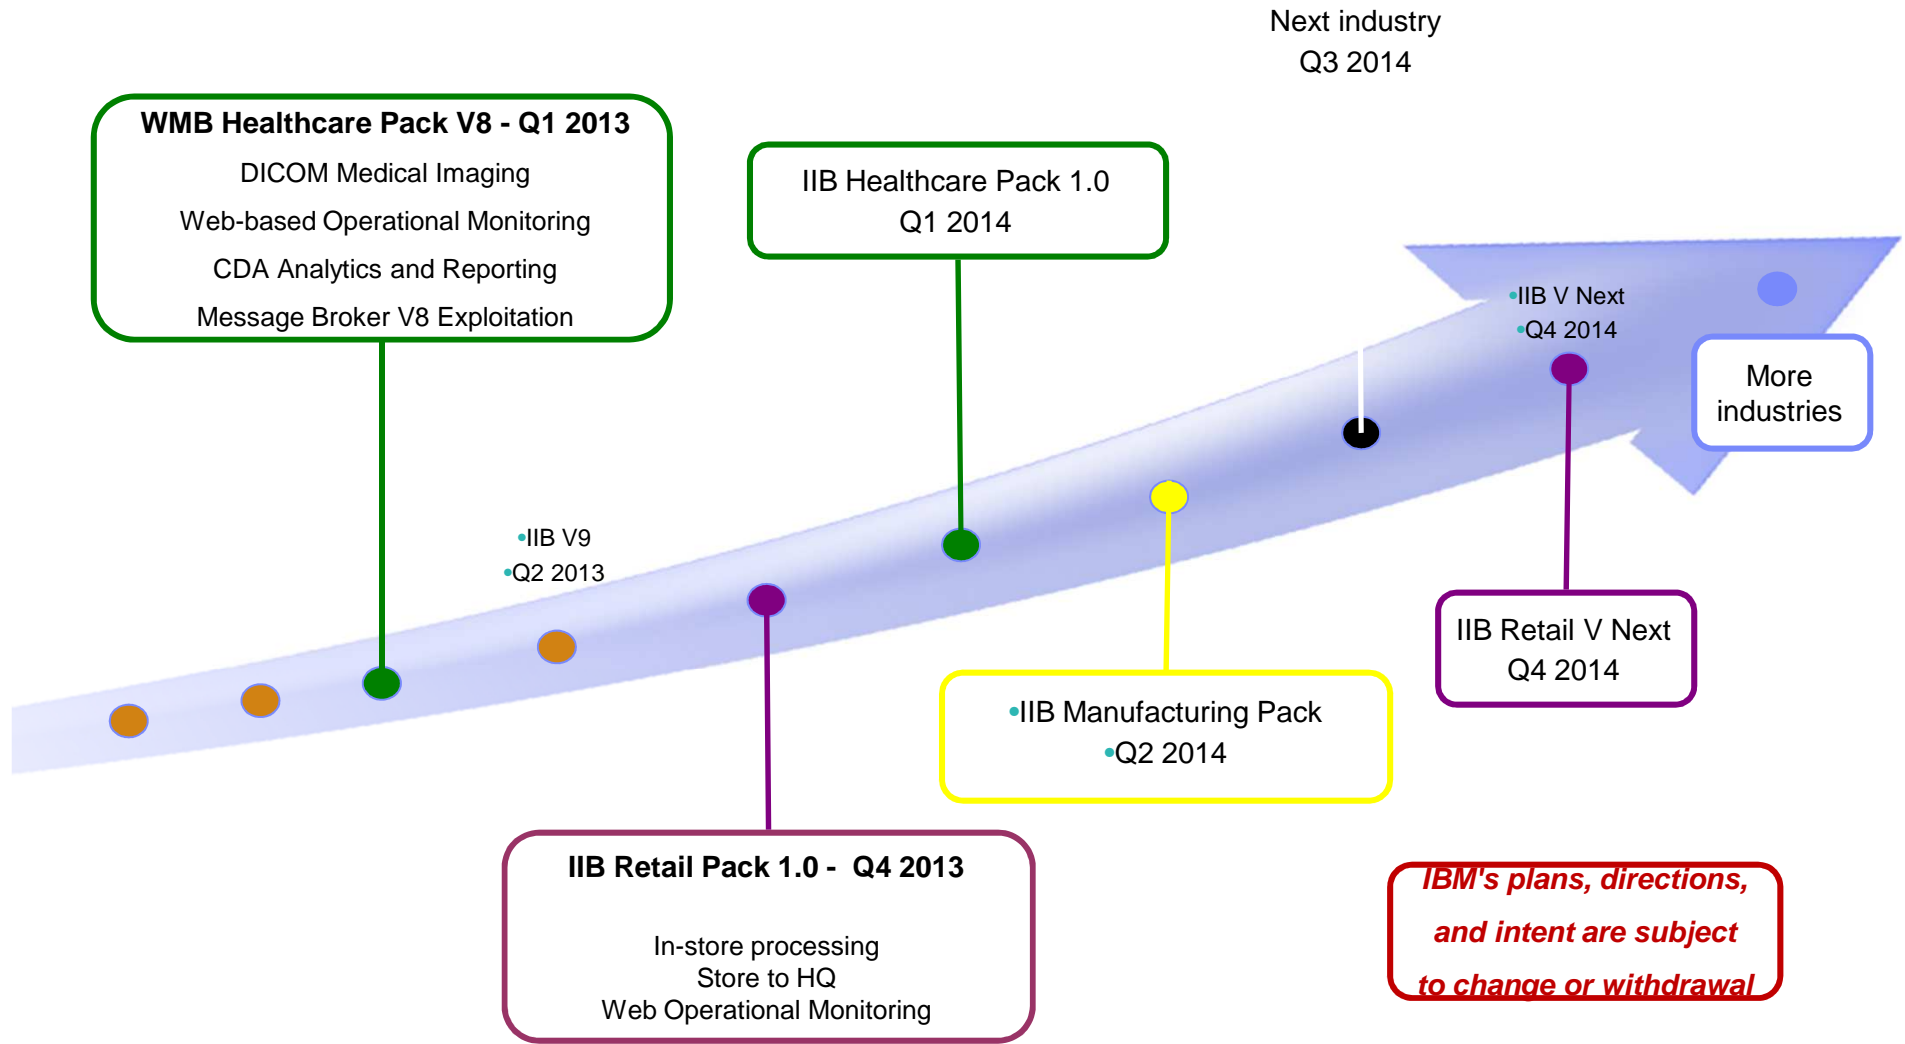 Next industry
Q3 2014
WMB Healthcare Pack V8 - Q1 2013
DICOM Medical Imaging
Web-based Operational Monitoring
CDA Analytics and Reporting
Message Broker V8 Exploitation
IIB Healthcare Pack 1.0
Q1 2014
•IIB V Next
•Q4 2014
More
industries
•IIB V9
•Q2 2013
IIB Retail V Next
Q4 2014
•IIB Manufacturing Pack
•Q2 2014
IIB Retail Pack 1.0 - Q4 2013
In-store processing
Store to HQ
Web Operational Monitoring
IBM's plans, directions,
and intent are subject
to change or withdrawal